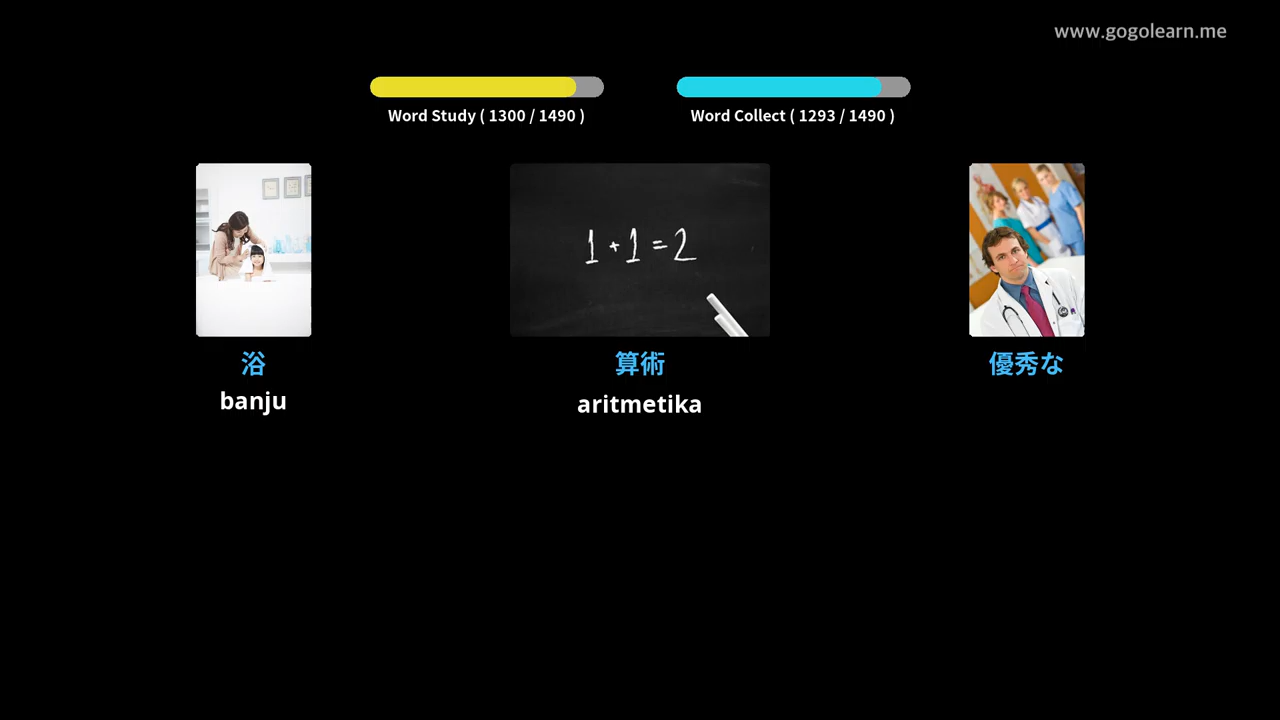 www.gogolearn.me
Word Study ( 1300 / 1490 )
Word Collect ( 1293 / 1490 )
1+1=2
浴
算術
優秀な
banju
aritmetika